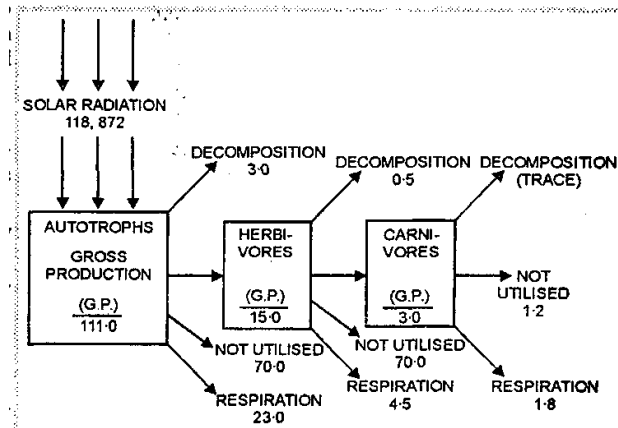 SOLAR RADIATION
118, 872
DECOMPOSITION
3·0
DECOMPOSITION
0·5
DECOMPOSITION
(TRACE)
AUTOTROPHS
GROSS
PRODUCTION
(G.P.)
111·0
HERBI-
VORES
(G.P.)
15·0
CARNI-
VORES
(G.P.)
3·0
NOT
UTILISED
1·2
NOT UTILISED
70·0
NOT UTILISED
70·0
RESPIRATION
23·0
RESPIRATION
4·5
RESPIRATION
1·8